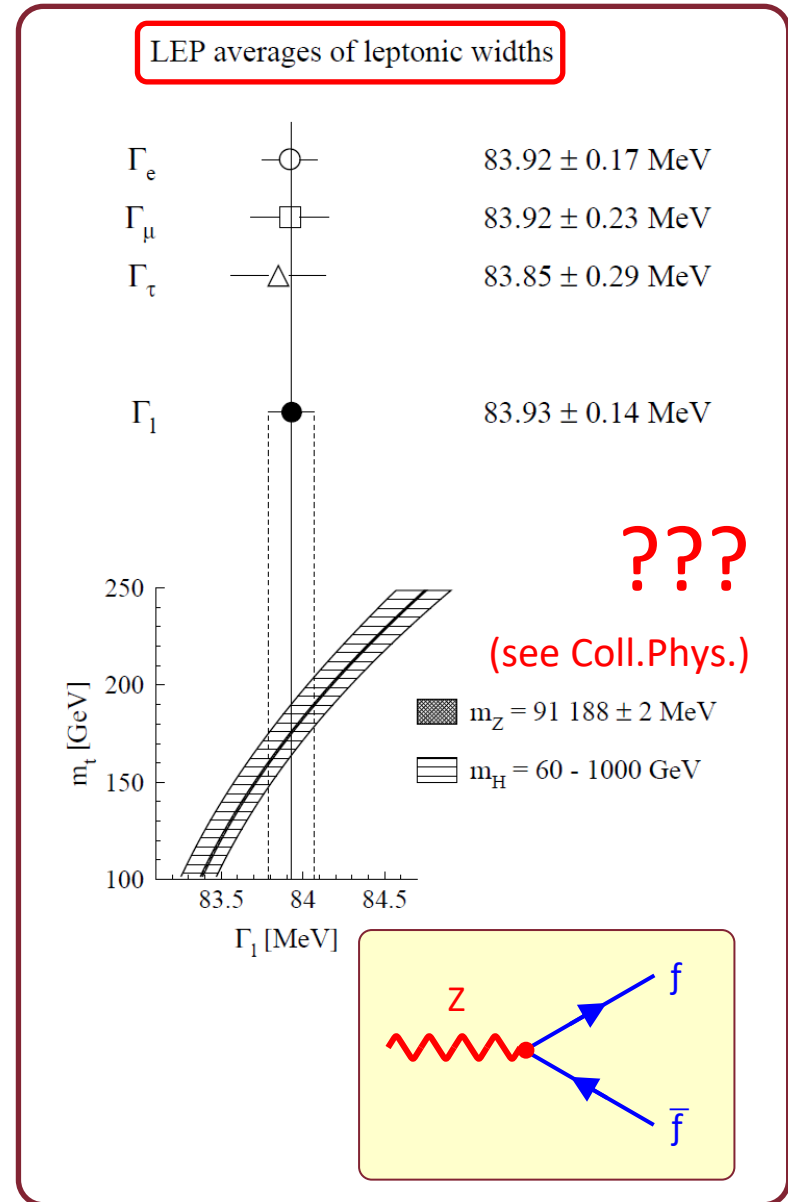 LEP averages of leptonic widths
Γe 83.92 ± 0.17 MeV
Γμ 83.92 ± 0.23 MeV
Γτ 83.85 ± 0.29 MeV
Γl 83.93 ± 0.14 MeV
???
(see Coll.Phys.)
250
200
150
100
mt [GeV]
mZ = 91 188 ± 2 MeV
mH = 60 - 1000 GeV
83.5 84 84.5
Γl [MeV]
Z
f
f̄